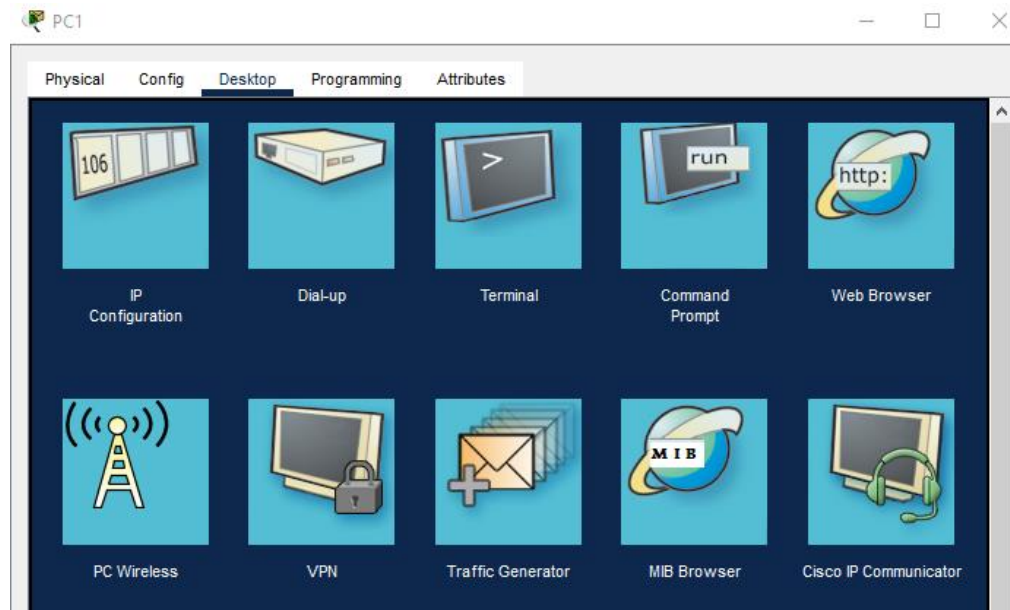 PC1
Physical Config Desktop Programming Attributes
106
>
run
http:
IP
Configuration
Dial-up
Terminal
Command
Prompt
Web Browser
MIB
PC Wireless
VPN
Traffic Generator
MIB Browser
Cisco IP Communicator